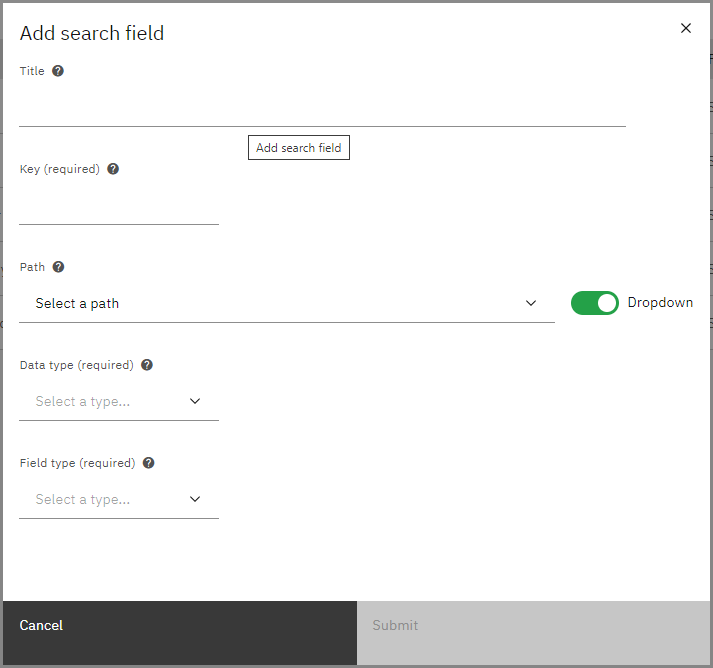 Add search field
Title
Add search field
Key (required)
Path
Select a path
Dropdown
Data type (required)
Select a type...
Field type (required)
Select a type...
Cancel
Submit